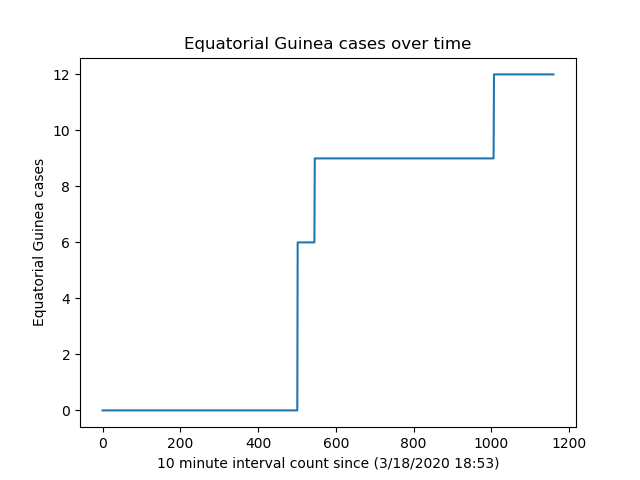 Equatorial Guinea cases over time
Equatorial Guinea cases
12
10
8
6
4
2
0
0 200 400 600 800 1000 1200
10 minute interval count since (3/18/2020 18:53)